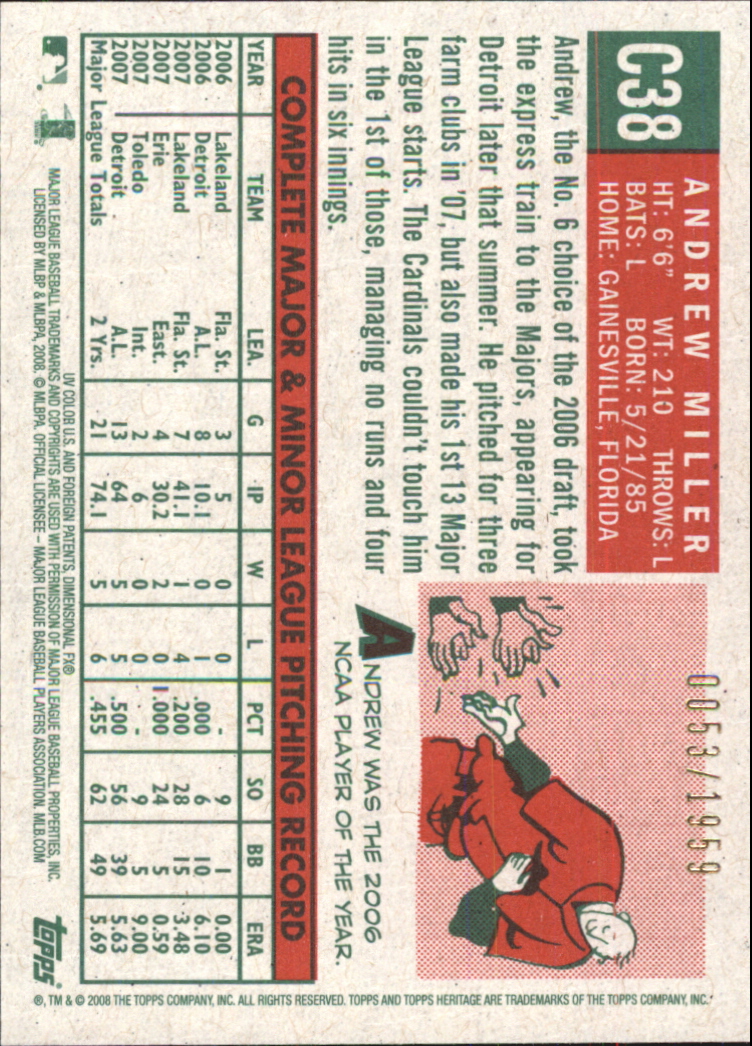 C38
ANDREW MILLER
HT: 6'6" WT: 210 THROWS: L
BATS: L BORN: 5/21/85
HOME: GAINESVILLE, FLORIDA
0053/1959
Andrew, the No. 6 choice of the 2006 draft, took
the express train to the Majors, appearing for
Detroit later that summer. He pitched for three
farm clubs in '07, but also made his 1st 13 Major
League starts. The Cardinals couldn't touch him
in the 1st of those, managing no runs and four
hits in six innings.
ANDREW WAS THE 2006
NCAA PLAYER OF THE YEAR.
COMPLETE MAJOR & MINOR LEAGUE PITCHING RECORD
YEAR TEAM LEA. G IP W L PCT SO BB ERA
2006 Lakeland Fla. St. 3 5 0 0 - 9 1 0.00
2006 Detroit A.L. 8 10.1 0 1 .000 6 10 6.10
2007 Lakeland Fla. St. 7 41.1 1 4 .200 28 15 3.48
2007 Erie East. 4 30.2 2 0 1.000 24 5 0.59
2007 Toledo Int. 2 6 0 0 - 9 5 9.00
2007 Detroit A.L. 13 64 5 5 .500 56 39 5.63
Major League Totals 2 Yrs. 21 74.1 5 6 .455 62 49 5.69
UV COLOR U.S. AND FOREIGN PATENTS, DIMENSIONAL FX®
MAJOR LEAGUE BASEBALL TRADEMARKS AND COPYRIGHTS ARE USED WITH PERMISSION OF MAJOR LEAGUE BASEBALL PROPERTIES, INC.
LICENSED BY MLBP & MLBPA, 2008. © MLBPA. OFFICIAL LICENSEE – MAJOR LEAGUE BASEBALL PLAYERS ASSOCIATION. MLB.COM
topps
®, TM & © 2008 THE TOPPS COMPANY, INC. ALL RIGHTS RESERVED. TOPPS AND TOPPS HERITAGE ARE TRADEMARKS OF THE TOPPS COMPANY, INC.